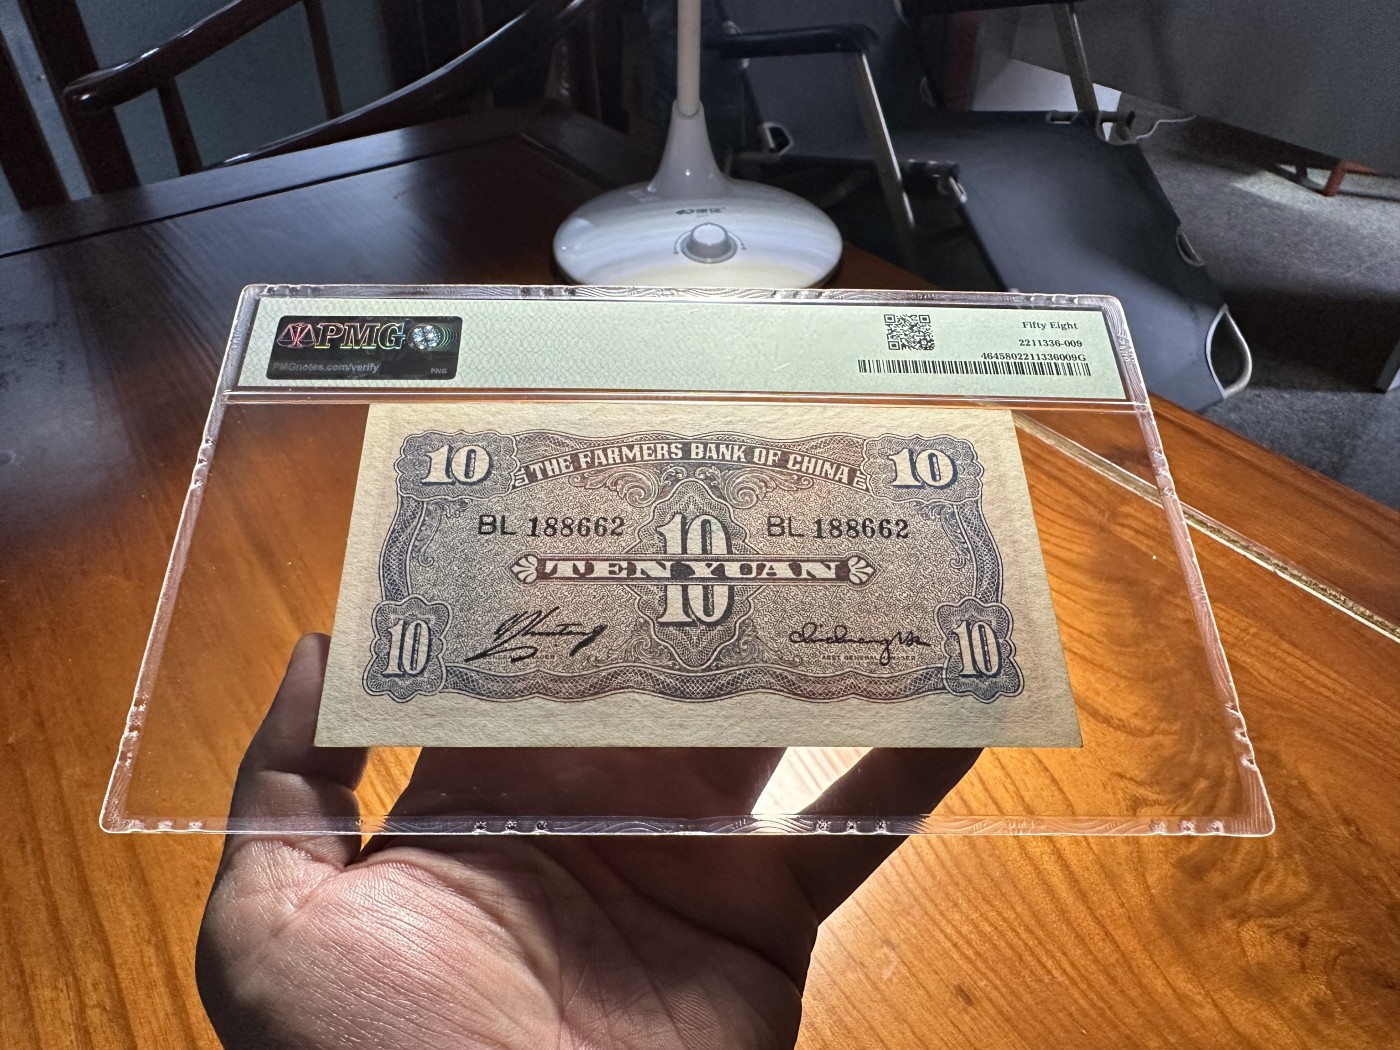 PMG
PMGnotes.com/verify
PMG
Fifty Eight
2211336-009
4645802211336009G
10
THE FARMERS BANK OF CHINA
10
BL 188662
10
BL 188662
TEN YUAN
10
10
10